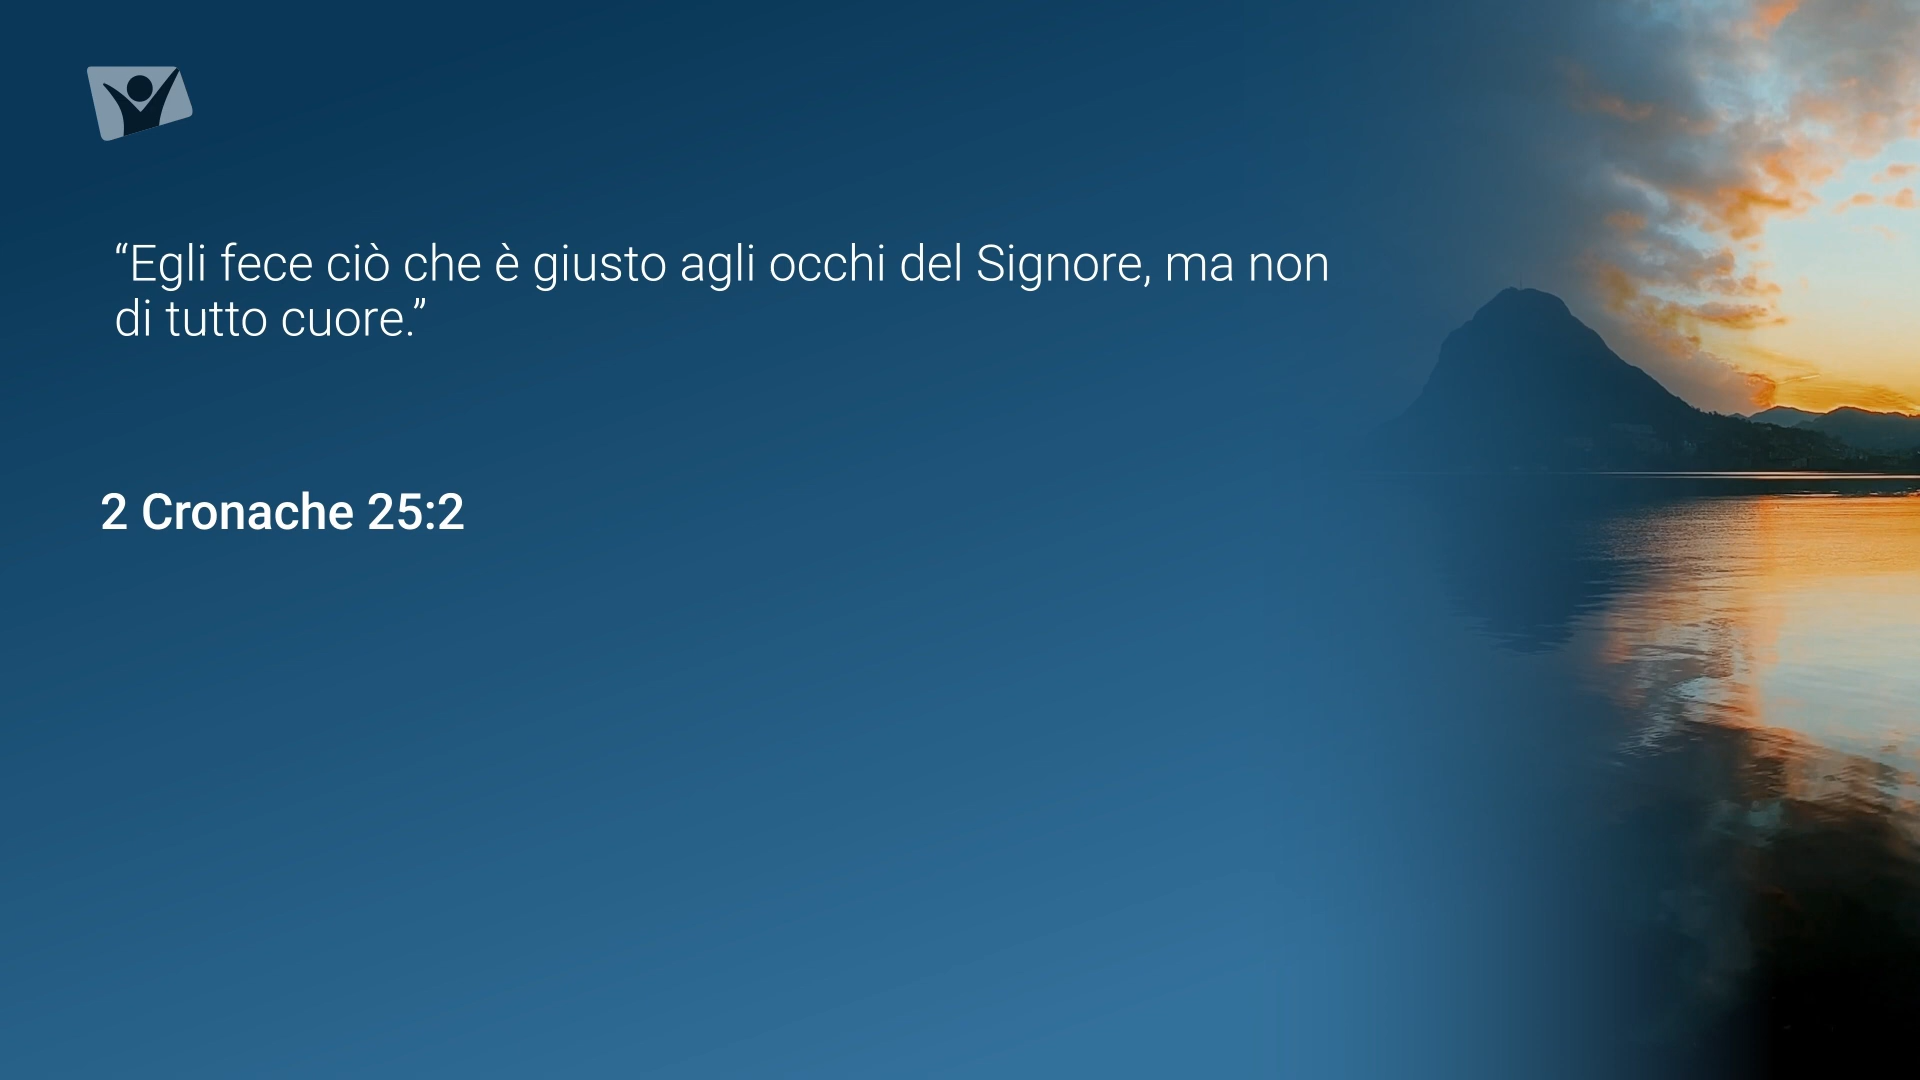 “Egli fece ciò che è giusto agli occhi del Signore, ma non
di tutto cuore.”
2 Cronache 25:2